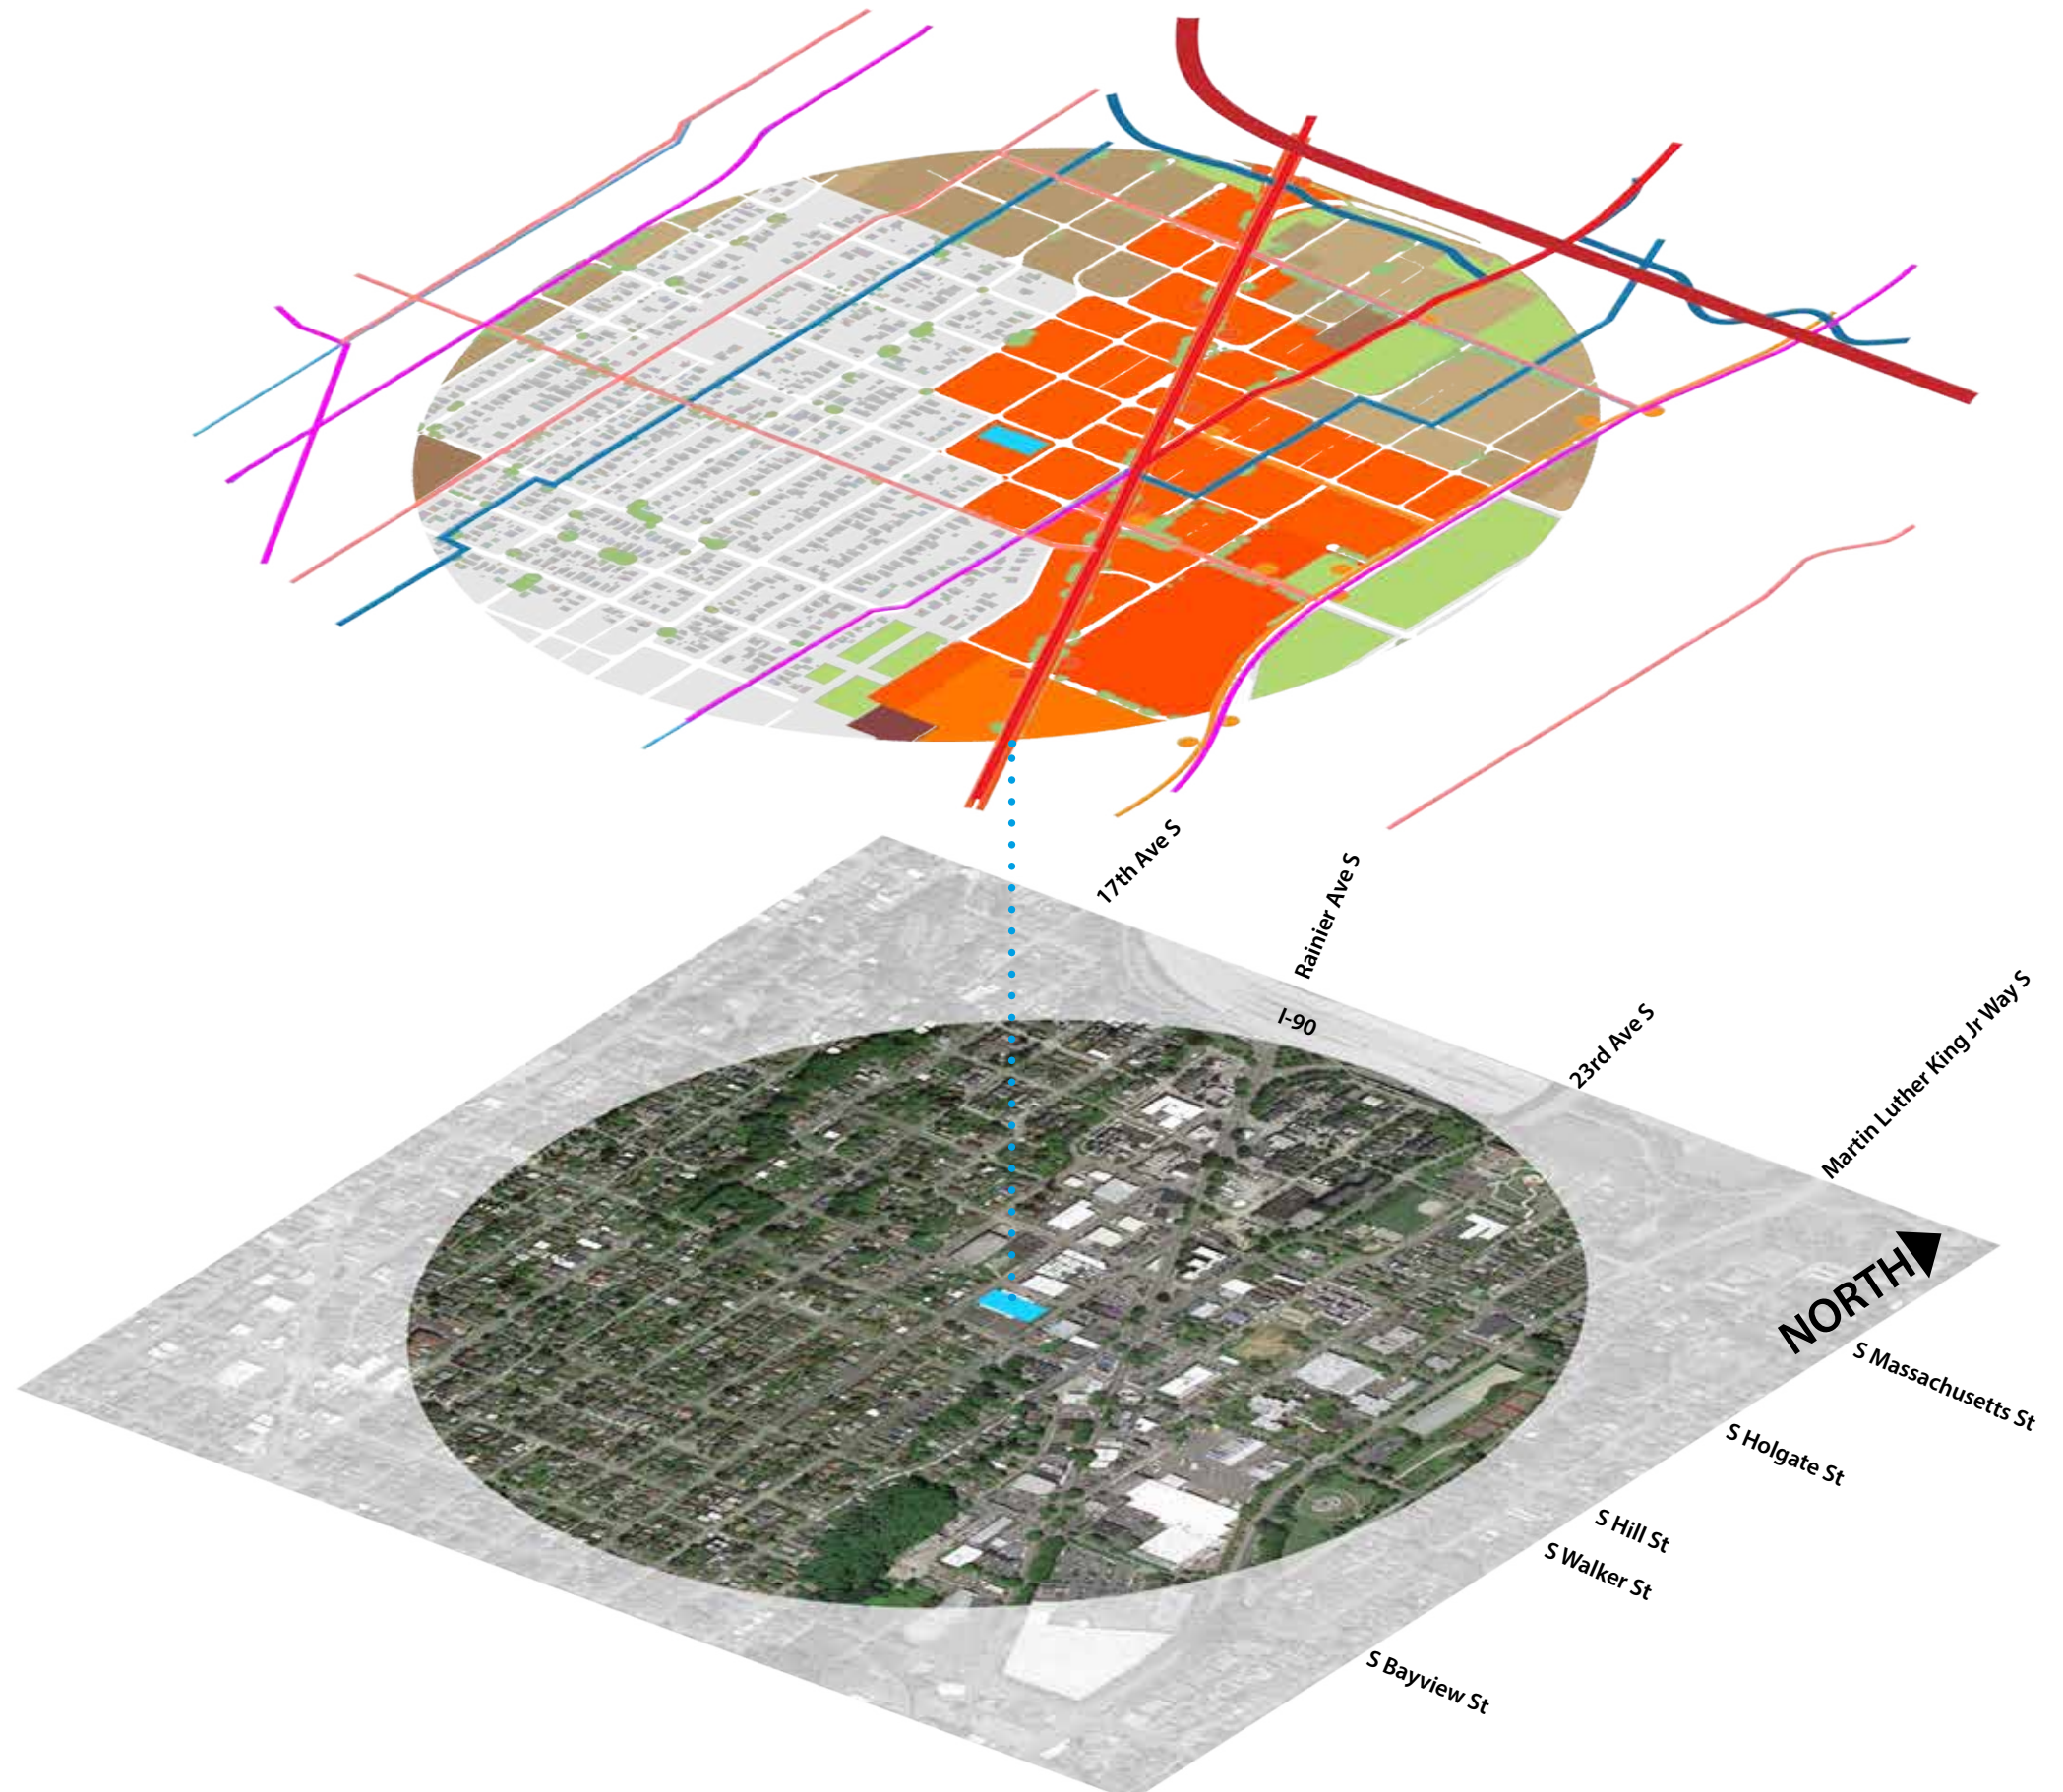 17th Ave S
Rainier Ave S
I-90
23rd Ave S
Martin Luther King Jr Way S
NORTH
S Massachusetts St
S Holgate St
S Hill St
S Walker St
S Bayview St